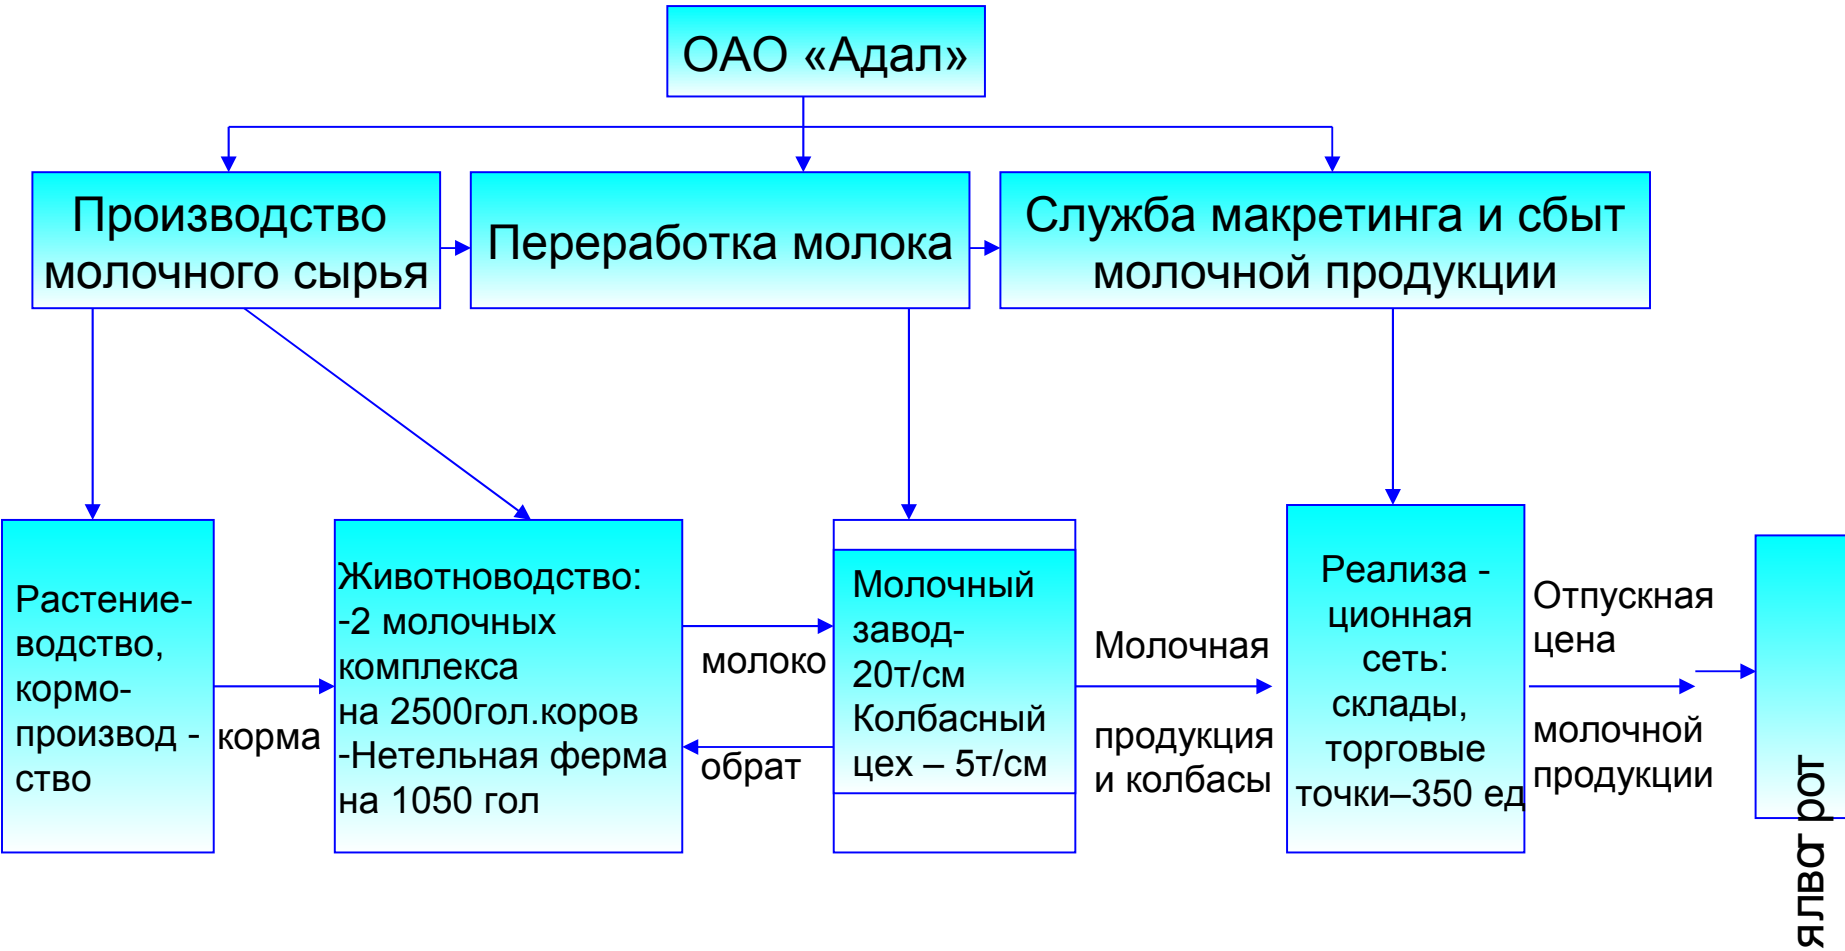 ОАО «Адал»
Производство
молочного сырья
Переработка молока
Служба макретинга и сбыт
молочной продукции
Растение-
водство,
кормо-
производ -
ство
корма
Животноводство:
-2 молочных
комплекса
на 2500гол.коров
-Нетельная ферма
на 1050 гол
молоко
обрат
Молочный
завод-
20т/см
Колбасный
цех – 5т/см
Молочная
продукция
и колбасы
Реализа -
ционная
сеть:
склады,
торговые
точки–350 ед
Отпускная
цена
молочной
продукции